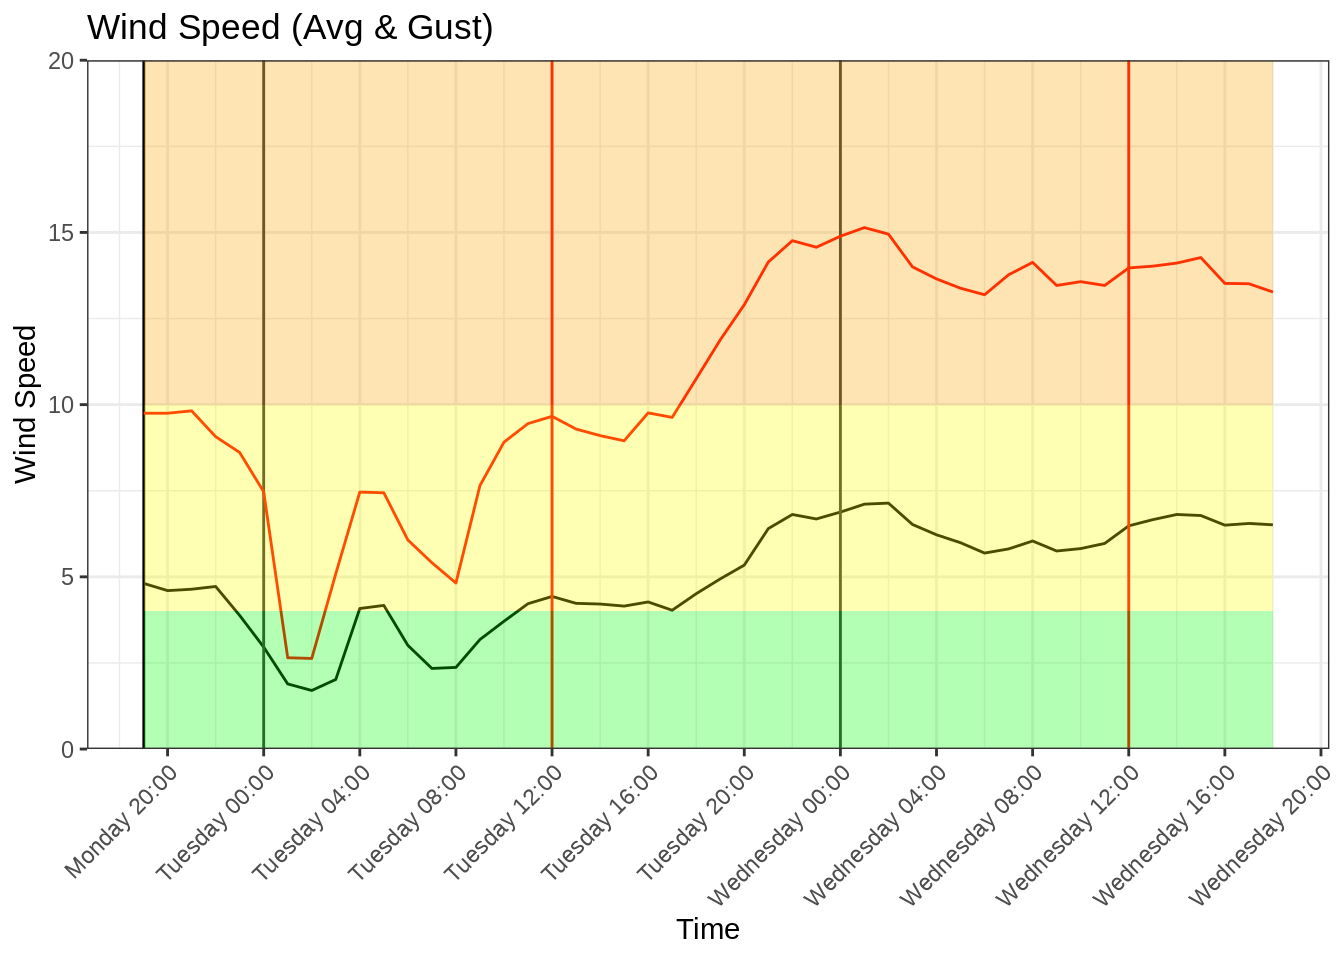 Wind Speed (Avg & Gust)
20
15
10
5
0
Wind Speed
Monday 20:00
Tuesday 00:00
Tuesday 04:00
Tuesday 08:00
Tuesday 12:00
Tuesday 16:00
Tuesday 20:00
Wednesday 00:00
Wednesday 04:00
Wednesday 08:00
Wednesday 12:00
Wednesday 16:00
Wednesday 20:00
Time